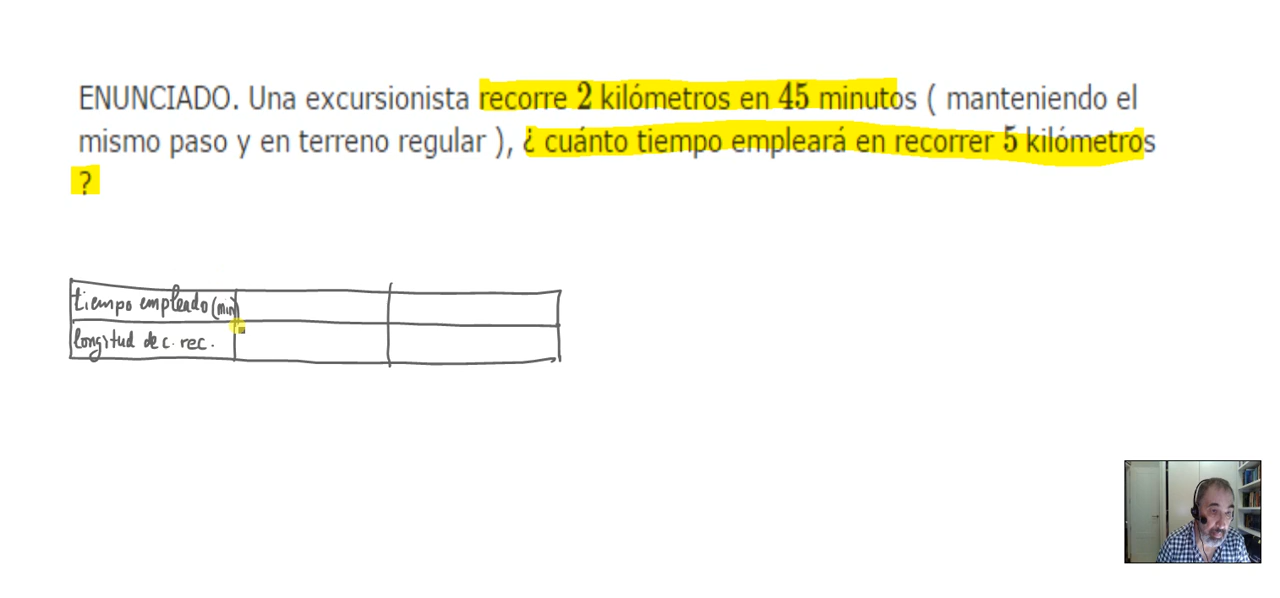 ENUNCIADO. Una excursionista recorre 2 kilómetros en 45 minutos ( manteniendo el
mismo paso y en terreno regular ), ¿ cuánto tiempo empleará en recorrer 5 kilómetros
?
tiempo empleado (min)
longitud de c. rec.